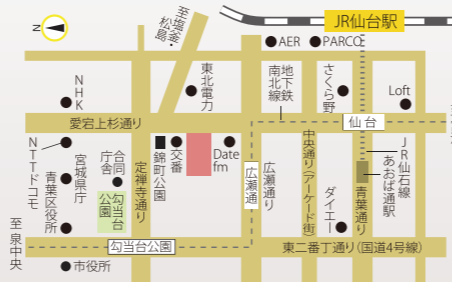 JR仙台駅
至塩釜・松島
N
AER
PARCO
NHK
東北電力
地下鉄南北線
さくら野
Loft
愛宕上杉通り
仙台
NTTドコモ
宮城県庁
合同庁舎
錦町公園
交番
Date fm
定禅寺通り
広瀬通
広瀬通り
中央通り(アーケード街)
ダイエー
青葉通り
JR仙石線あおば通駅
青葉区役所
勾当台公園
至 泉中央
勾当台公園
東二番丁通り(国道4号線)
市役所